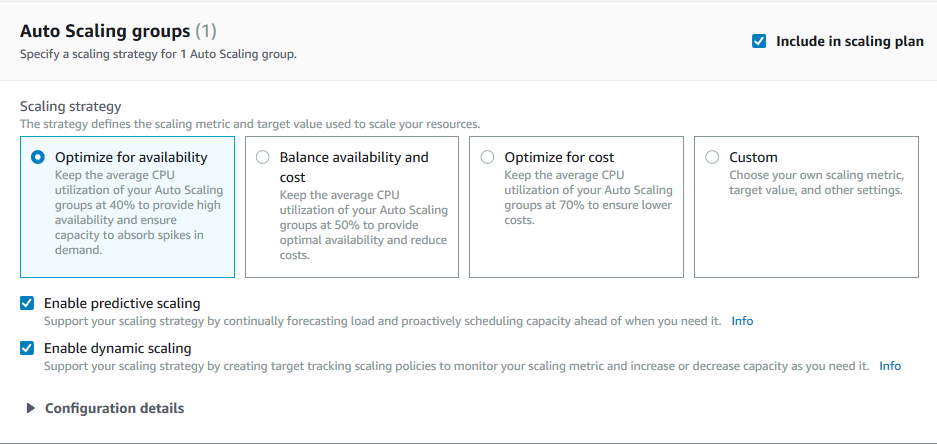 Auto Scaling groups (1)
Specify a scaling strategy for 1 Auto Scaling group.
Include in scaling plan
Scaling strategy
The strategy defines the scaling metric and target value used to scale your resources.
Optimize for availability
Keep the average CPU
utilization of your Auto Scaling
groups at 40% to provide high
availability and ensure
capacity to absorb spikes in
demand.
Balance availability and
cost
Keep the average CPU
utilization of your Auto Scaling
groups at 50% to provide
optimal availability and reduce
costs.
Optimize for cost
Keep the average CPU
utilization of your Auto Scaling
groups at 70% to ensure lower
costs.
Custom
Choose your own scaling metric,
target value, and other settings.
Enable predictive scaling
Support your scaling strategy by continually forecasting load and proactively scheduling capacity ahead of when you need it. Info
Enable dynamic scaling
Support your scaling strategy by creating target tracking scaling policies to monitor your scaling metric and increase or decrease capacity as you need it. Info
Configuration details